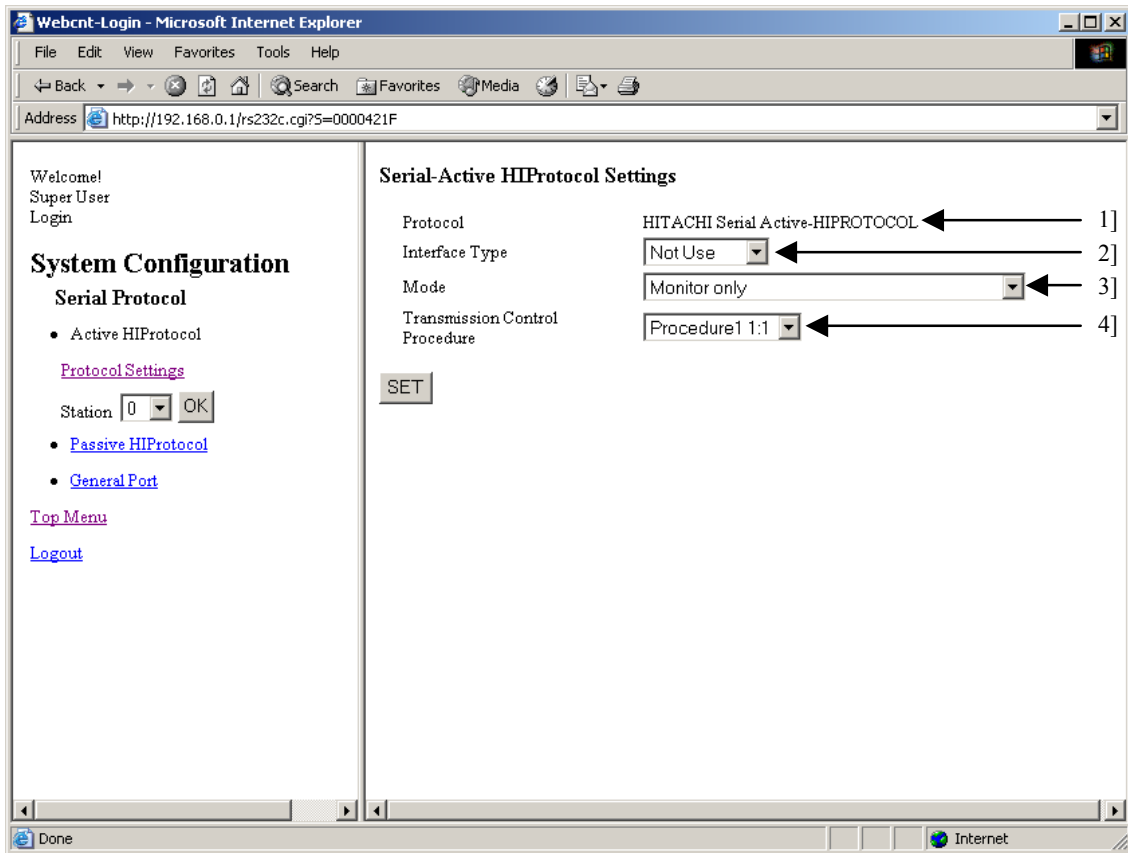 Webcnt-Login - Microsoft Internet Explorer
File Edit View Favorites Tools Help
Back Search Favorites Media
Address http://192.168.0.1/rs232c.cgi?S=0000421F
Welcome!
Super User
Login
System Configuration
Serial Protocol
• Active HIProtocol
Protocol Settings
Station 0 OK
• Passive HIProtocol
• General Port
Top Menu
Logout
Serial-Active HIProtocol Settings
Protocol HITACHI Serial Active-HIPROTOCOL 1]
Interface Type Not Use 2]
Mode Monitor only 3]
Transmission Control
Procedure Procedure1 1:1 4]
SET
Done Internet